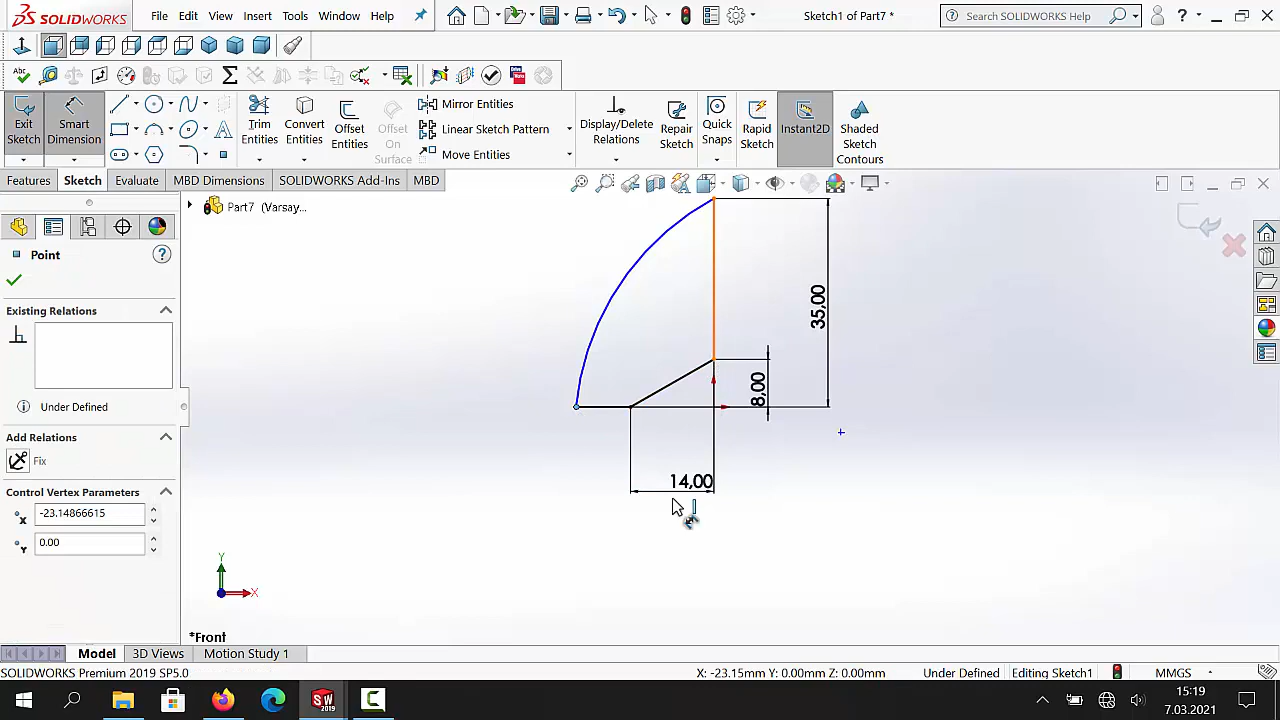 SOLIDWORKS
File
Edit
View
Insert
Tools
Window
Help
Sketch1 of Part7 *
Search SOLIDWORKS Help
?
Abc
Exit Sketch
Smart Dimension
Trim Entities
Convert Entities
Offset Entities
Offset On Surface
Mirror Entities
Linear Sketch Pattern
Move Entities
Display/Delete Relations
Repair Sketch
Quick Snaps
Rapid Sketch
Instant2D
Shaded Sketch Contours
Features
Sketch
Evaluate
MBD Dimensions
SOLIDWORKS Add-Ins
MBD
Part7 (Varsay...
Point
?
Existing Relations
Under Defined
Add Relations
Fix
Control Vertex Parameters
X
-23.14866615
Y
0.00
35,00
8,00
14,00
Y
X
*Front
Model
3D Views
Motion Study 1
SOLIDWORKS Premium 2019 SP5.0
X: -23.15mm Y: 0.00mm Z: 0.00mm
Under Defined
Editing Sketch1
MMGS
SW
2019
15:19
7.03.2021